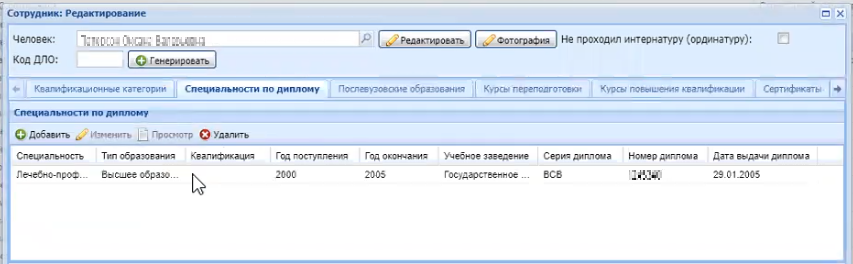 Сотрудник: Редактирование
Человек: Редактировать Фотография Не проходил интернатуру (ординатуру):
Код ДЛО: Генерировать
Квалификационные категории Специальности по диплому Послевузовские образования Курсы переподготовки Курсы повышения квалификации Сертификаты
Специальности по диплому
Добавить Изменить Просмотр Удалить
Специальность Тип образования Квалификация Год поступления Год окончания Учебное заведение Серия диплома Номер диплома Дата выдачи диплома
Лечебно-проф... Высшее образо... 2000 2005 Государственное ... ВСВ 29.01.2005